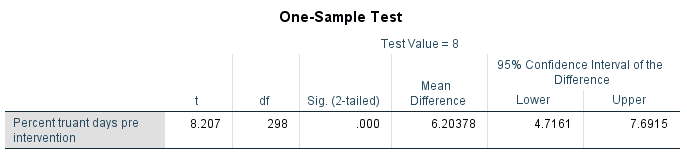 One-Sample Test
Test Value = 8
95% Confidence Interval of the
Difference
t df Sig. (2-tailed) Mean
Difference Lower Upper
Percent truant days pre
intervention 8.207 298 .000 6.20378 4.7161 7.6915